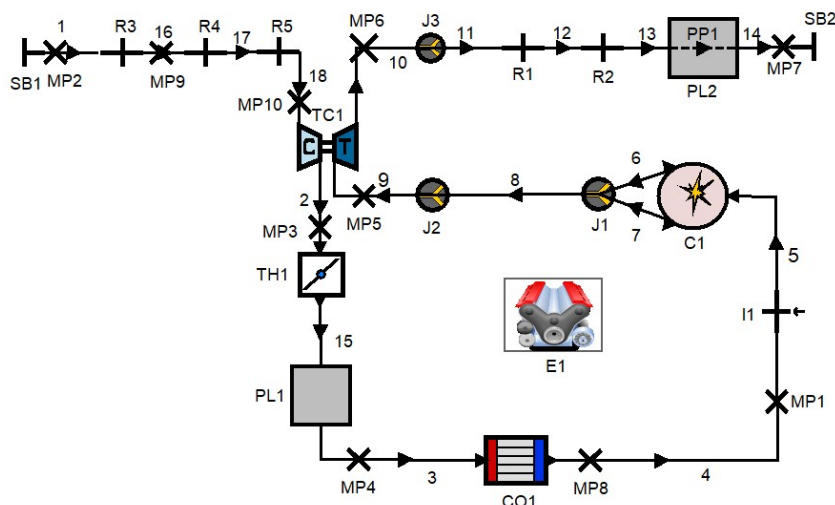 1
R3
16
R4
17
R5
MP6
J3
11
12
13
PP1
14
SB2
SB1
MP2
MP9
10
R1
R2
PL2
MP7
18
MP10
TC1
C
T
6
9
8
2
MP5
J2
J1
7
C1
MP3
5
TH1
I1
15
E1
PL1
MP1
MP4
3
CO1
MP8
4